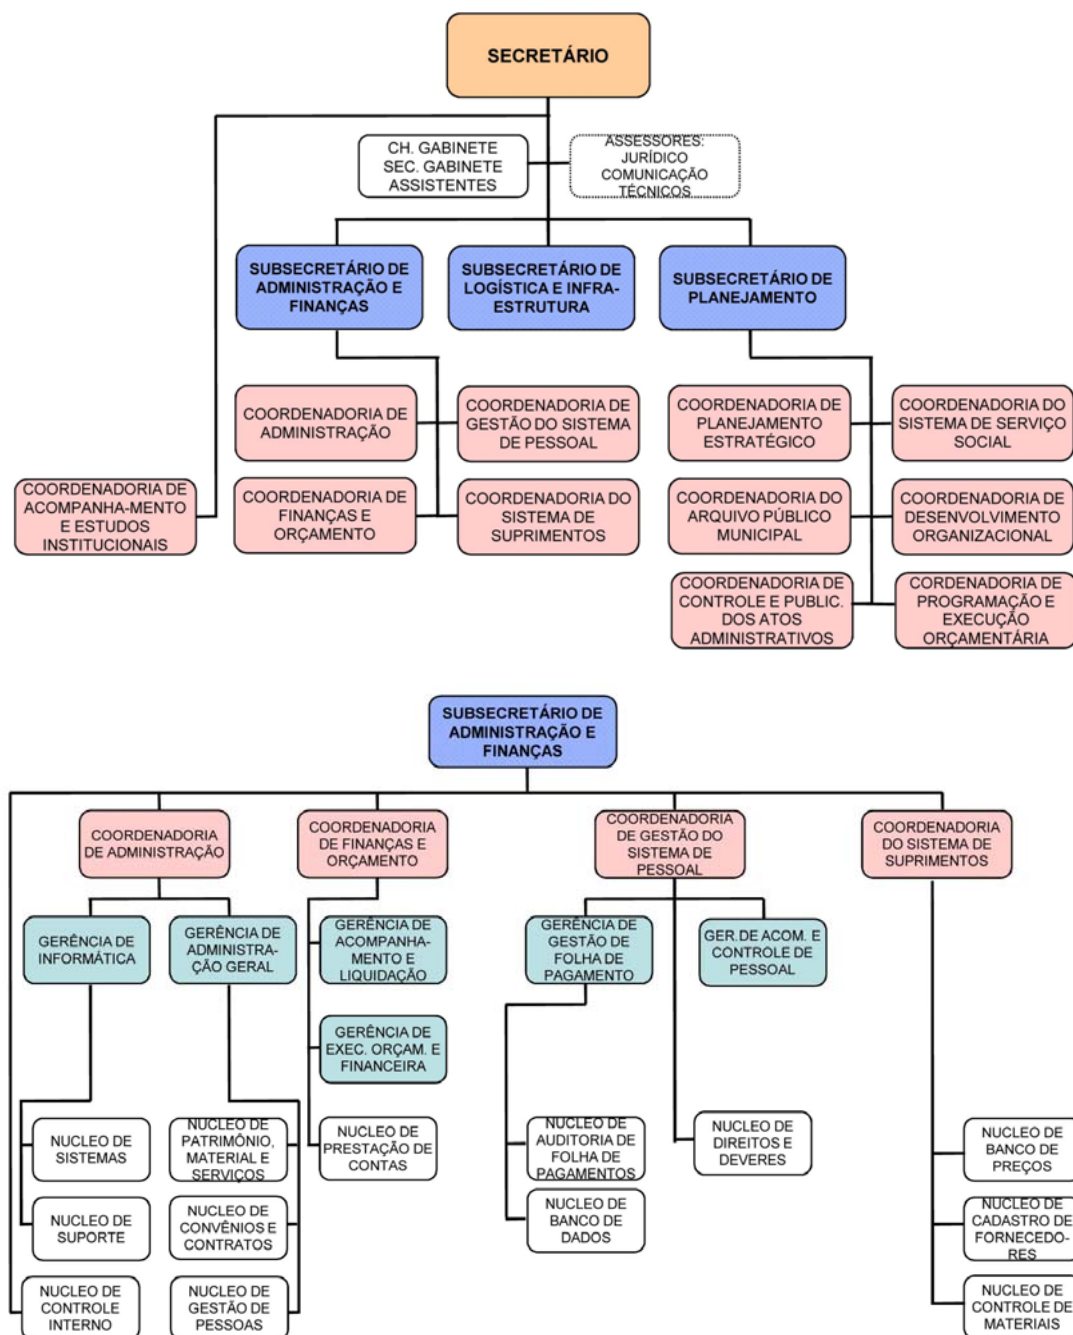 SECRETÁRIO
CH. GABINETE
SEC. GABINETE
ASSISTENTES
ASSESSORES:
JURÍDICO
COMUNICAÇÃO
TÉCNICOS
SUBSECRETÁRIO DE
ADMINISTRAÇÃO E
FINANÇAS
SUBSECRETÁRIO DE
LOGÍSTICA E INFRA-
ESTRUTURA
SUBSECRETÁRIO DE
PLANEJAMENTO
COORDENADORIA DE
ADMINISTRAÇÃO
COORDENADORIA DE
GESTÃO DO SISTEMA
DE PESSOAL
COORDENADORIA DE
PLANEJAMENTO
ESTRATÉGICO
COORDENADORIA DO
SISTEMA DE SERVIÇO
SOCIAL
COORDENADORIA DE
ACOMPANHA-MENTO
E ESTUDOS
INSTITUCIONAIS
COORDENADORIA DE
FINANÇAS E
ORÇAMENTO
COORDENADORIA DO
SISTEMA DE
SUPRIMENTOS
COORDENADORIA DO
ARQUIVO PÚBLICO
MUNICIPAL
COORDENADORIA DE
DESENVOLVIMENTO
ORGANIZACIONAL
COORDENADORIA DE
CONTROLE E PUBLIC.
DOS ATOS
ADMINISTRATIVOS
CORDENADORIA DE
PROGRAMAÇÃO E
EXECUÇÃO
ORÇAMENTÁRIA
SUBSECRETÁRIO DE
ADMINISTRAÇÃO E
FINANÇAS
COORDENADORIA
DE ADMINISTRAÇÃO
COORDENADORIA
DE FINANÇAS E
ORÇAMENTO
COORDENADORIA
DE GESTÃO DO
SISTEMA DE
PESSOAL
COORDENADORIA
DO SISTEMA DE
SUPRIMENTOS
GERÊNCIA DE
INFORMÁTICA
GERÊNCIA DE
ADMINISTRA-
ÇÃO GERAL
GERÊNCIA DE
ACOMPANHA-
MENTO E
LIQUIDAÇÃO
GERÊNCIA DE
GESTÃO DE
FOLHA DE
PAGAMENTO
GER. DE ACOM. E
CONTROLE DE
PESSOAL
GERÊNCIA DE
EXEC. ORÇAM. E
FINANCEIRA
NUCLEO DE
SISTEMAS
NUCLEO DE
PATRIMÔNIO,
MATERIAL E
SERVIÇOS
NUCLEO DE
PRESTAÇÃO DE
CONTAS
NUCLEO DE
AUDITORIA DE
FOLHA DE
PAGAMENTOS
NUCLEO DE
DIREITOS E
DEVERES
NUCLEO DE
BANCO DE
PREÇOS
NUCLEO DE
SUPORTE
NUCLEO DE
CONVÊNIOS E
CONTRATOS
NUCLEO DE
BANCO DE
DADOS
NUCLEO DE
CADASTRO DE
FORNECEDO-
RES
NUCLEO DE
CONTROLE
INTERNO
NUCLEO DE
GESTÃO DE
PESSOAS
NUCLEO DE
CONTROLE DE
MATERIAIS